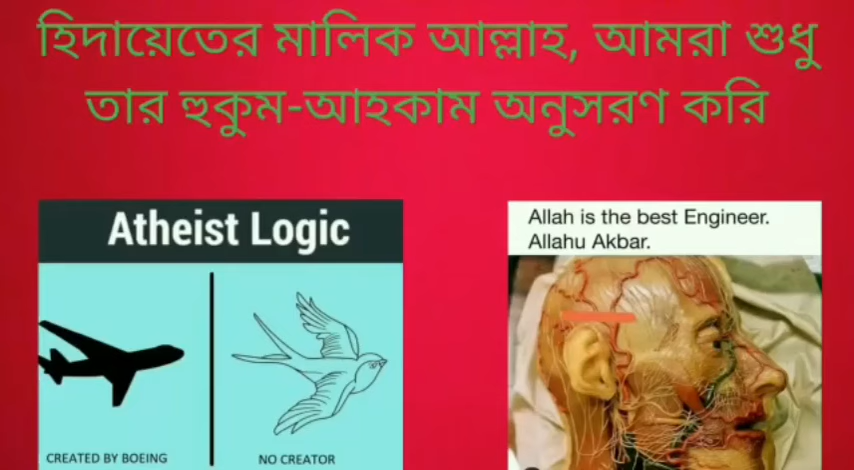 হিদায়েতের মালিক আল্লাহ, আমরা শুধু
তার হুকুম-আহকাম অনুসরণ করি
Atheist Logic
CREATED BY BOEING
NO CREATOR
Allah is the best Engineer.
Allahu Akbar.